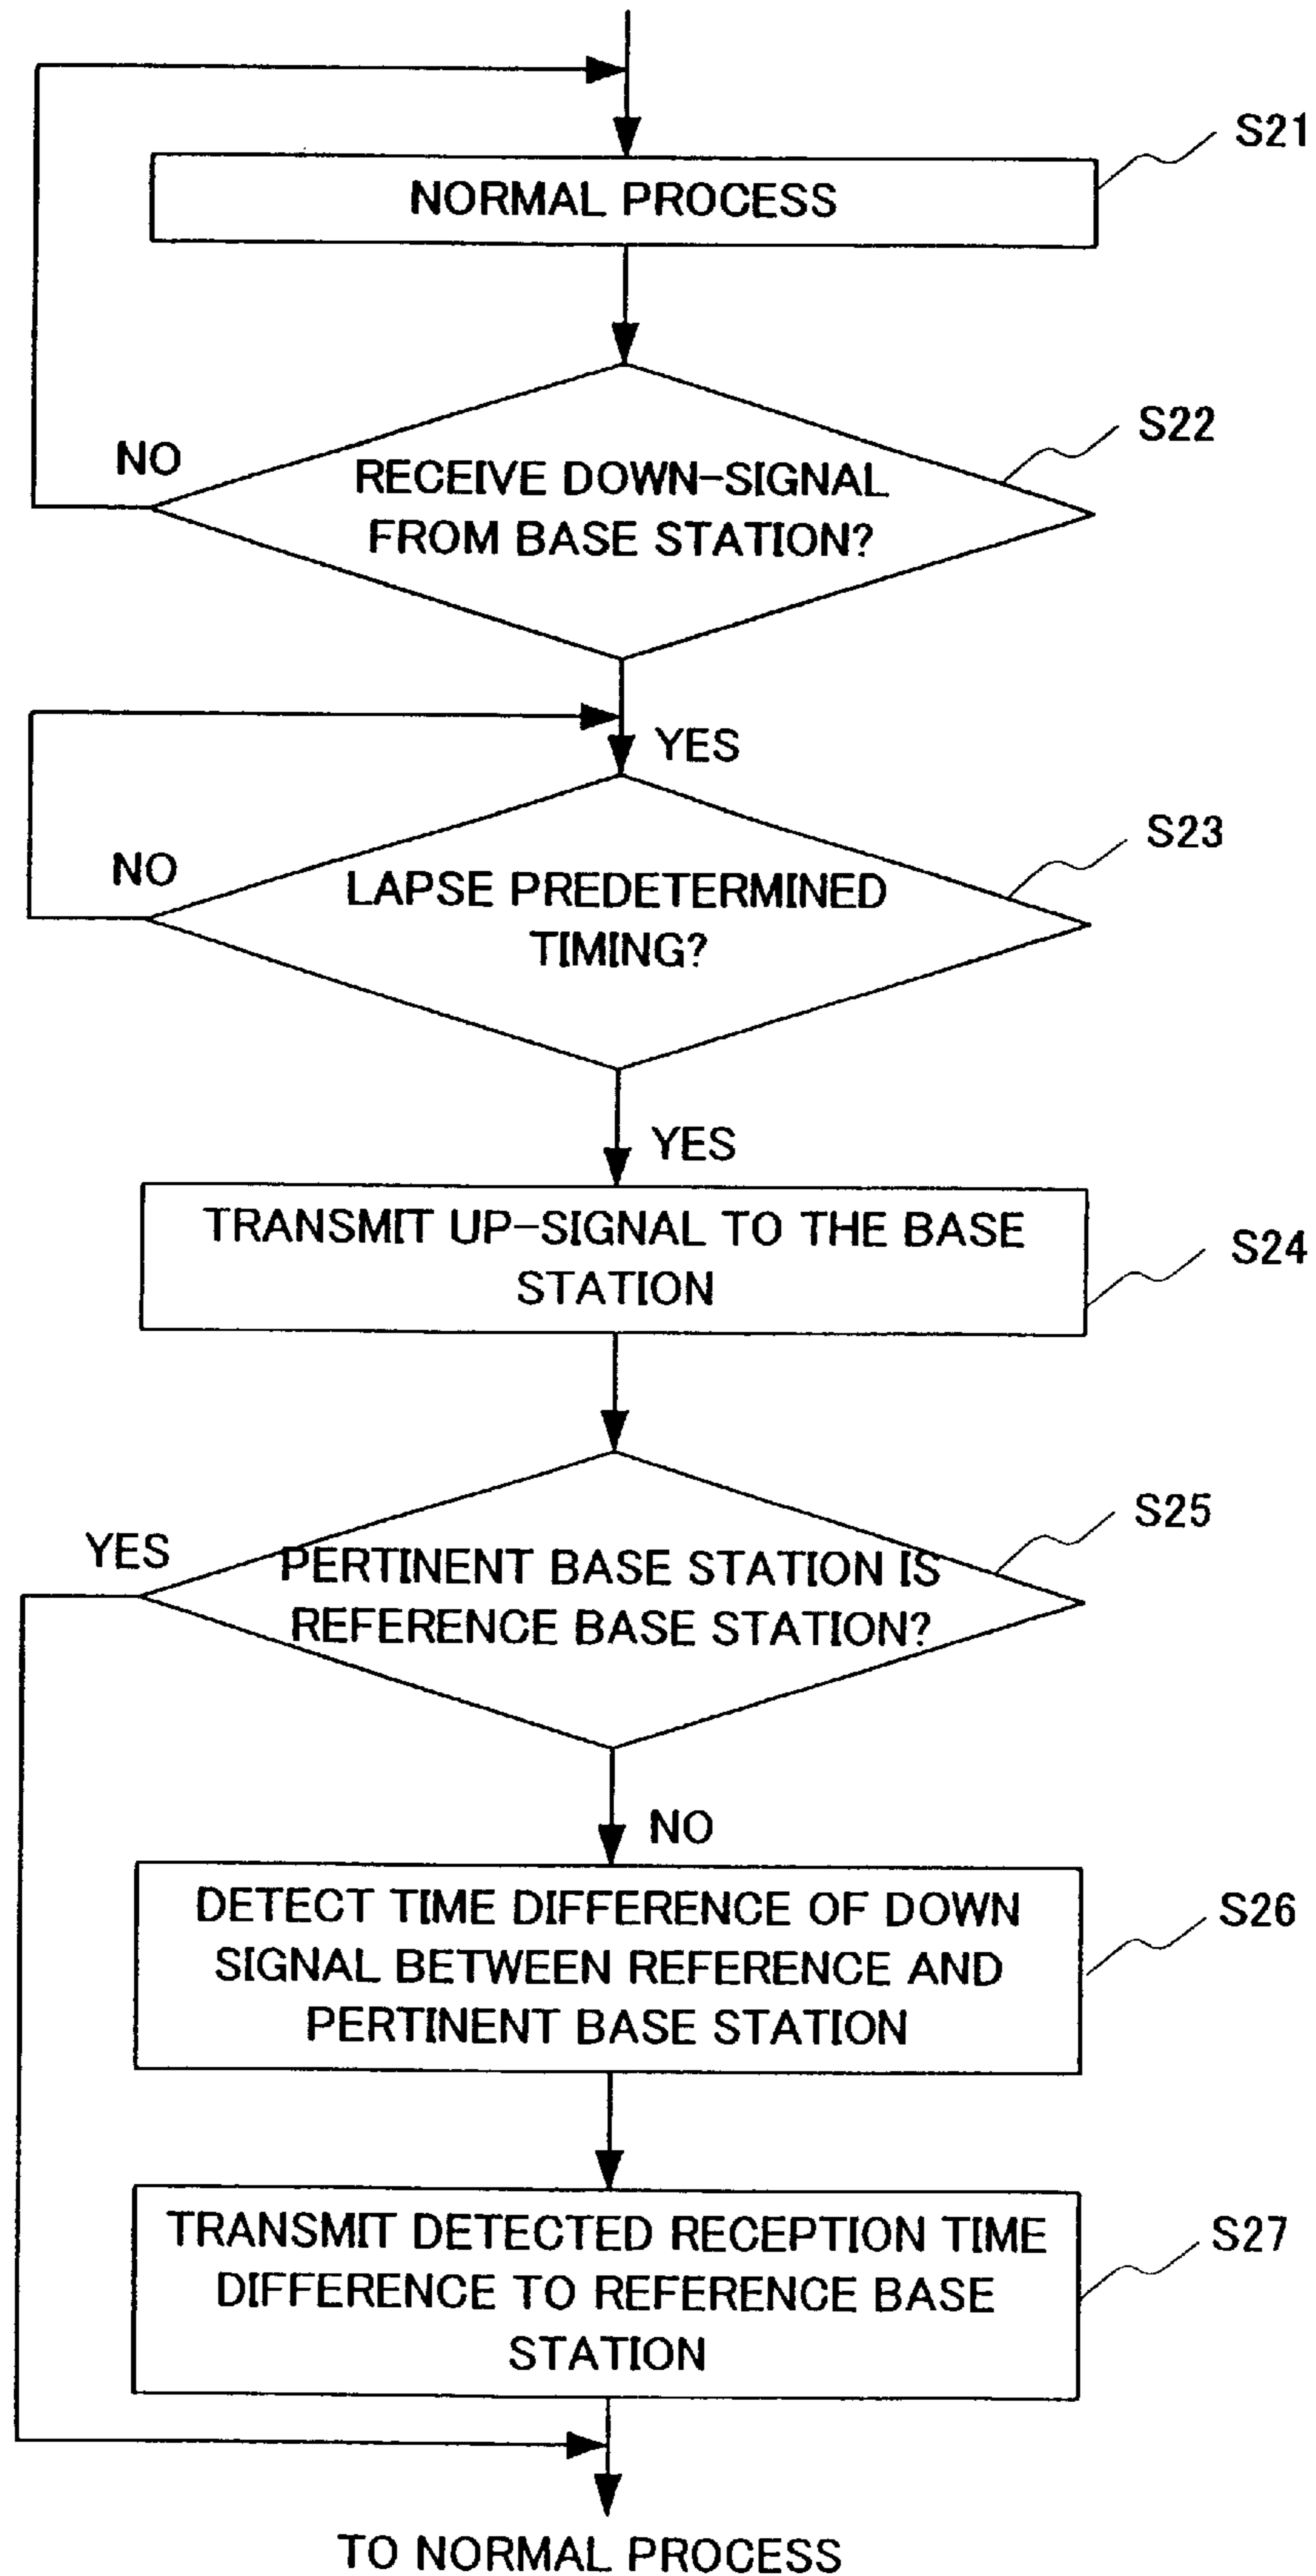 S21
NORMAL PROCESS
S22
NO
RECEIVE DOWN-SIGNAL
FROM BASE STATION?
YES
S23
NO
LAPSE PREDETERMINED
TIMING?
YES
TRANSMIT UP-SIGNAL TO THE BASE
STATION
S24
S25
YES
PERTINENT BASE STATION IS
REFERENCE BASE STATION?
NO
DETECT TIME DIFFERENCE OF DOWN
SIGNAL BETWEEN REFERENCE AND
PERTINENT BASE STATION
S26
TRANSMIT DETECTED RECEPTION TIME
DIFFERENCE TO REFERENCE BASE
STATION
S27
TO NORMAL PROCESS